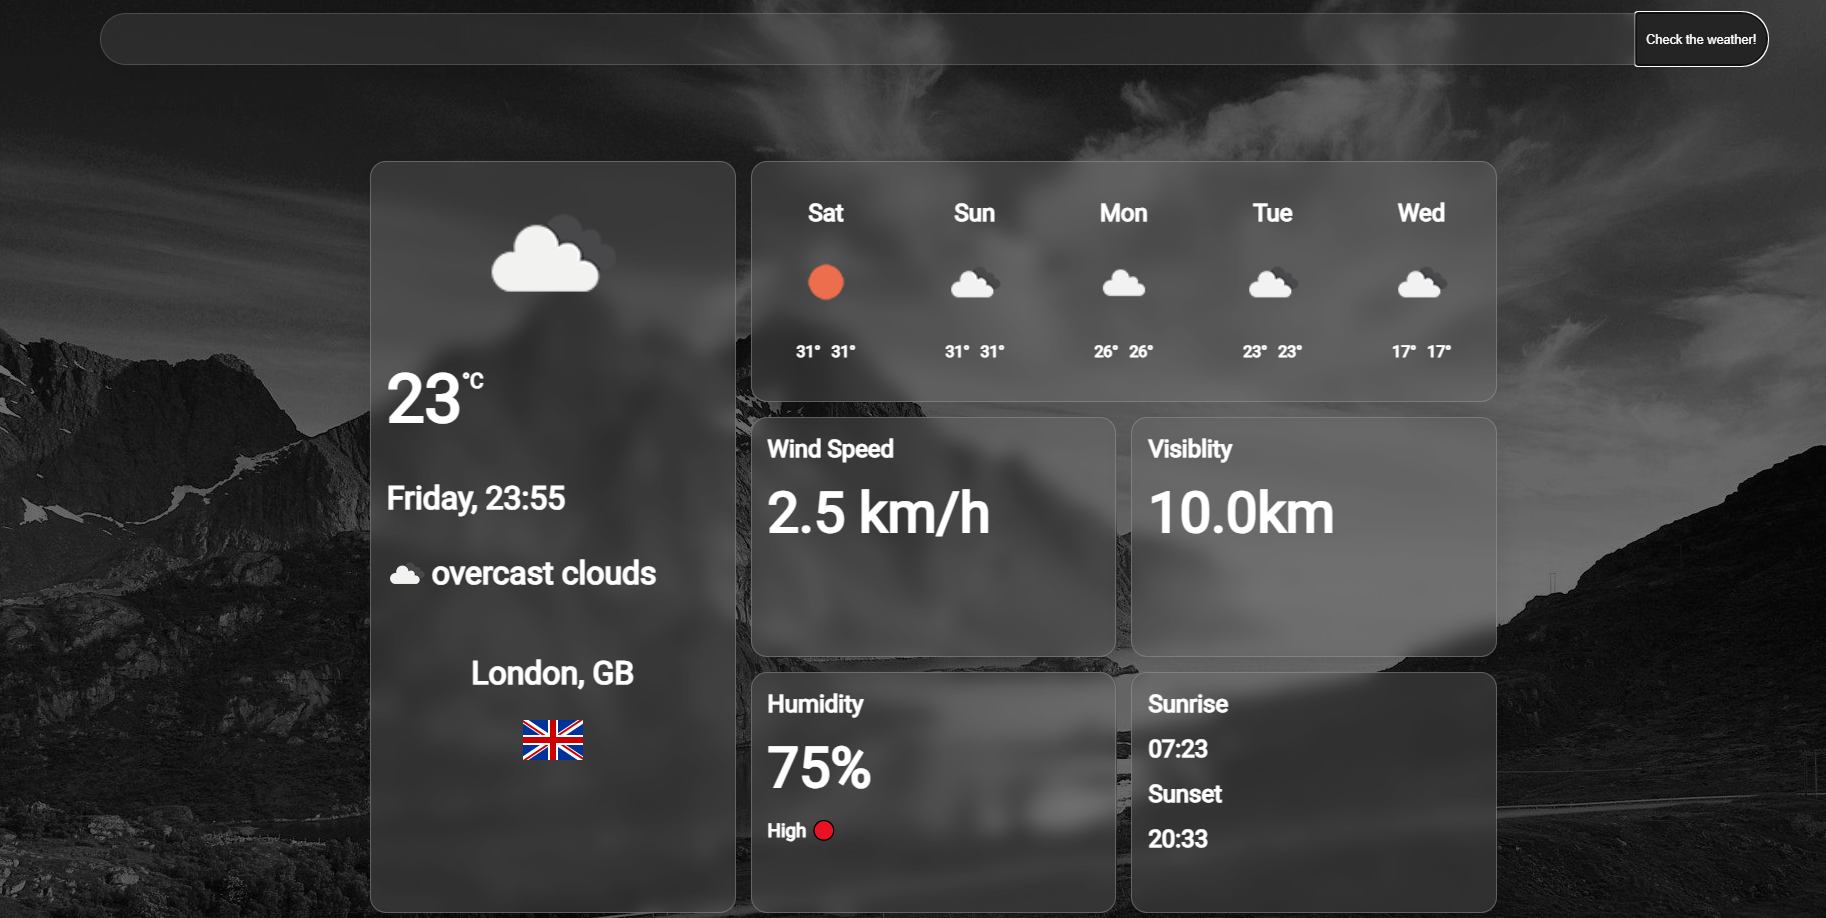 Check the weather!
23°C
Friday, 23:55
overcast clouds
London, GB
Sat Sun Mon Tue Wed
31° 31° 31° 31° 26° 26° 23° 23° 17° 17°
Wind Speed
2.5 km/h
Visiblity
10.0km
Humidity
75%
High
Sunrise
07:23
Sunset
20:33